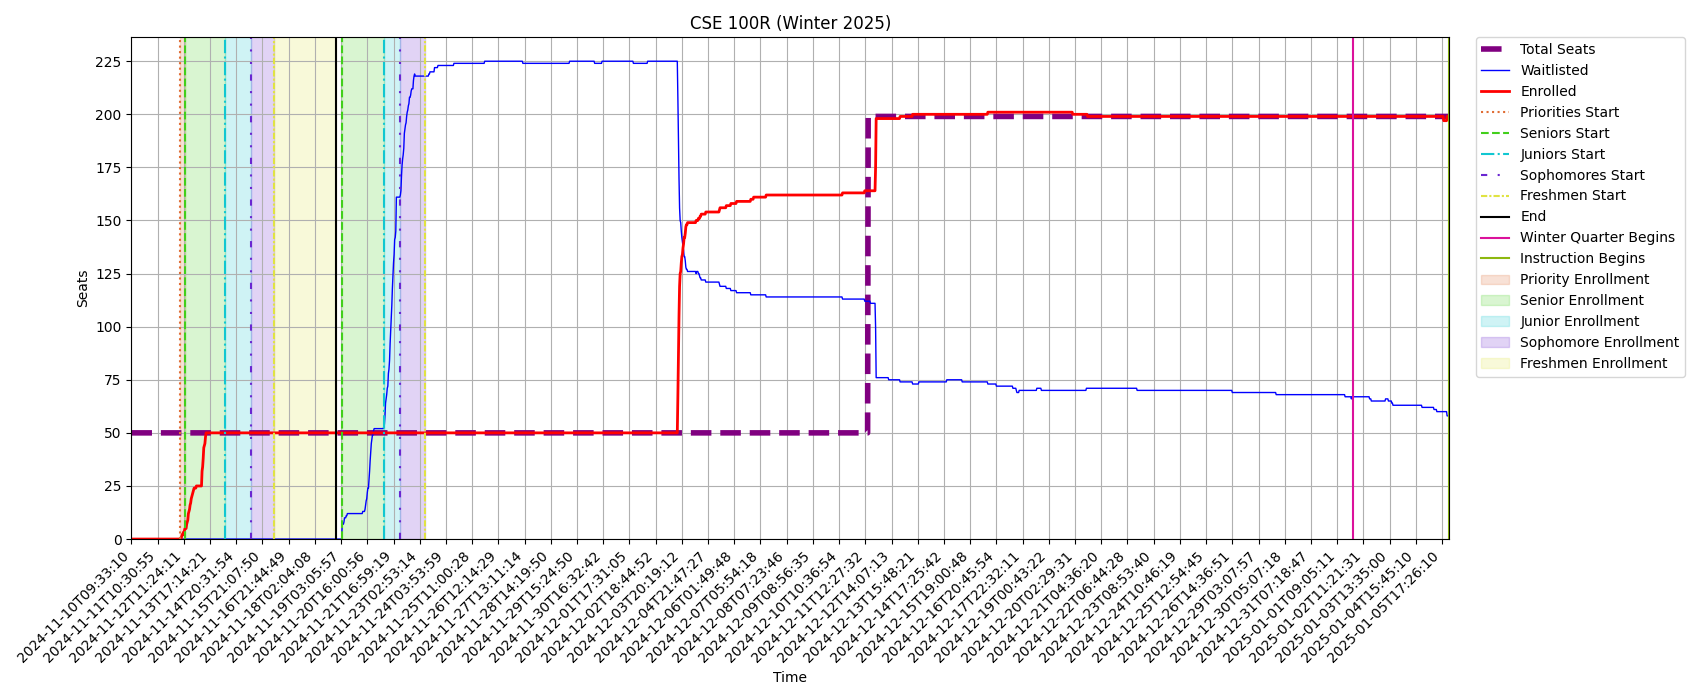 CSE 100R (Winter 2025)
Seats
225
200
175
150
125
100
75
50
25
0
2024-11-10T09:33:10
2024-11-11T10:30:55
2024-11-12T11:24:11
2024-11-13T17:14:21
2024-11-14T20:31:54
2024-11-15T21:07:50
2024-11-16T21:44:49
2024-11-18T02:04:08
2024-11-19T03:05:57
2024-11-20T16:00:56
2024-11-21T16:59:19
2024-11-23T02:53:14
2024-11-24T03:53:59
2024-11-25T11:00:28
2024-11-26T12:14:29
2024-11-27T13:11:14
2024-11-28T14:19:50
2024-11-29T15:24:50
2024-11-30T16:32:42
2024-12-01T17:31:05
2024-12-02T18:44:52
2024-12-03T20:19:12
2024-12-04T21:47:27
2024-12-06T01:49:48
2024-12-07T05:54:18
2024-12-08T07:23:46
2024-12-09T08:56:35
2024-12-10T10:36:54
2024-12-11T12:27:32
2024-12-12T14:07:13
2024-12-13T15:48:21
2024-12-14T17:25:42
2024-12-15T19:00:48
2024-12-16T20:45:54
2024-12-17T22:32:11
2024-12-19T00:43:22
2024-12-20T02:29:31
2024-12-21T04:36:20
2024-12-22T06:44:28
2024-12-23T08:53:40
2024-12-24T10:46:19
2024-12-25T12:54:45
2024-12-26T14:36:51
2024-12-29T03:07:57
2024-12-30T05:07:18
2024-12-31T07:18:47
2025-01-01T09:05:11
2025-01-02T11:21:31
2025-01-03T13:35:00
2025-01-04T15:45:10
2025-01-05T17:26:10
Time
Total Seats
Waitlisted
Enrolled
Priorities Start
Seniors Start
Juniors Start
Sophomores Start
Freshmen Start
End
Winter Quarter Begins
Instruction Begins
Priority Enrollment
Senior Enrollment
Junior Enrollment
Sophomore Enrollment
Freshmen Enrollment